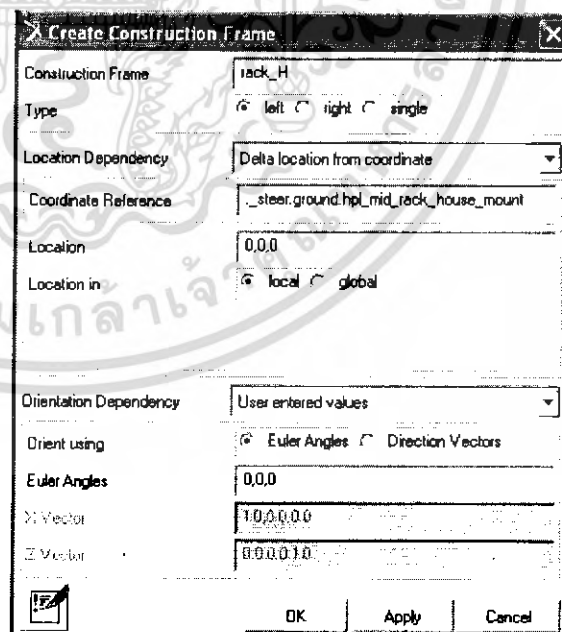 Create Construction Frame
Construction Frame rack_H
Type left right single
Location Dependency Delta location from coordinate
Coordinate Reference ._steer.ground.hpl_mid_rack_house_mount
Location 0,0,0
Location in local global
Orientation Dependency User entered values
Orient using Euler Angles Direction Vectors
Euler Angles 0,0,0
X Vector 1.0,0.0,0.0
Z Vector 0.0,0.0,1.0
OK Apply Cancel